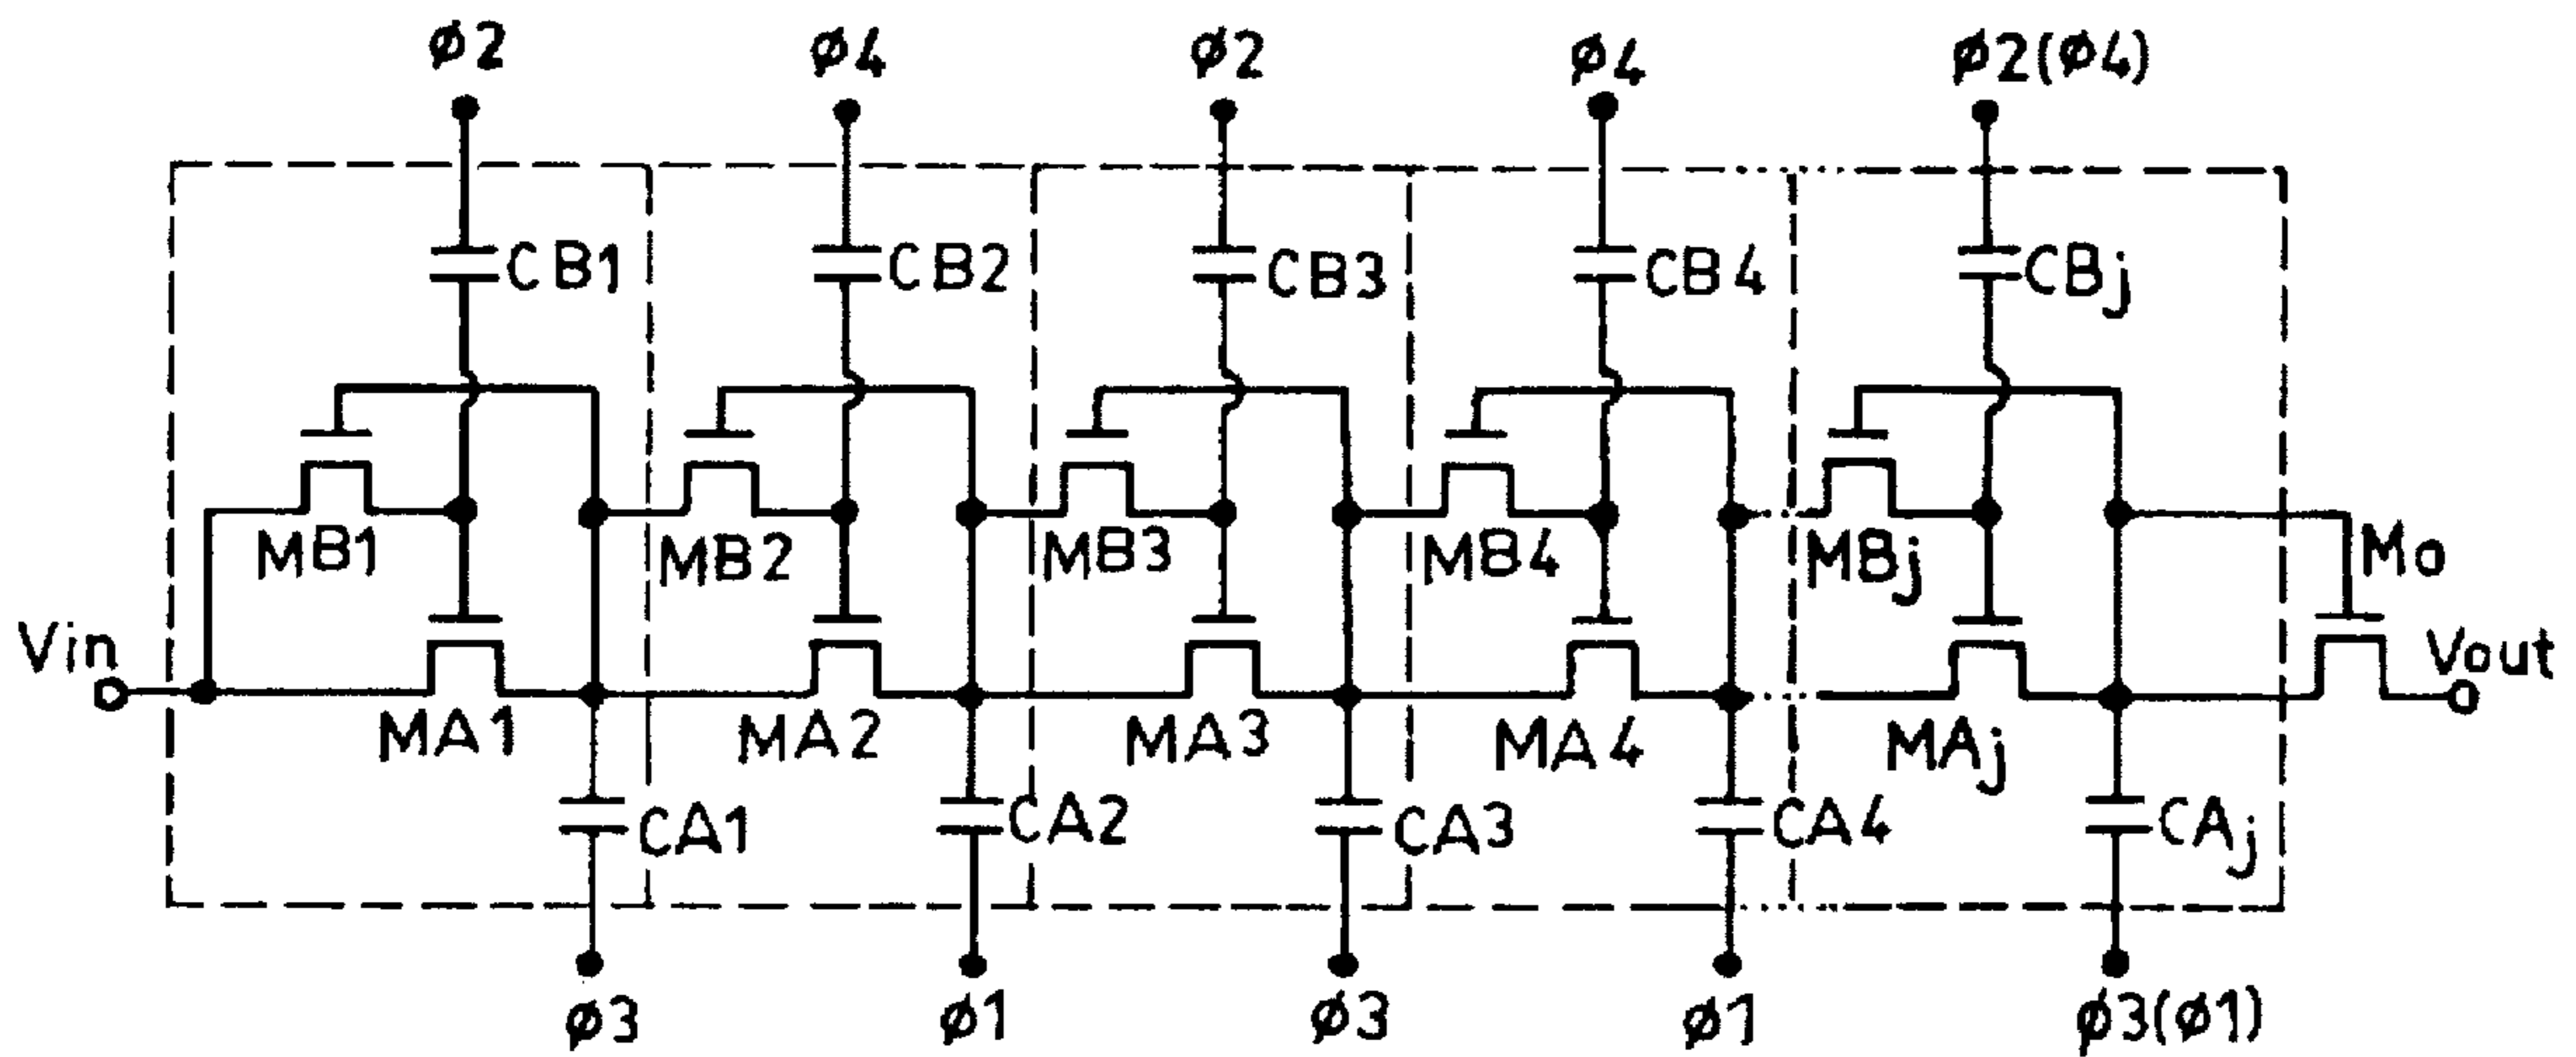 ø2 ø4 ø2 ø4 ø2(ø4)
CB1 CB2 CB3 CB4 CBj
MB1 MB2 MB3 MB4 MBj Mo
Vin Vout
MA1 MA2 MA3 MA4 MAj
CA1 CA2 CA3 CA4 CAj
ø3 ø1 ø3 ø1 ø3(ø1)